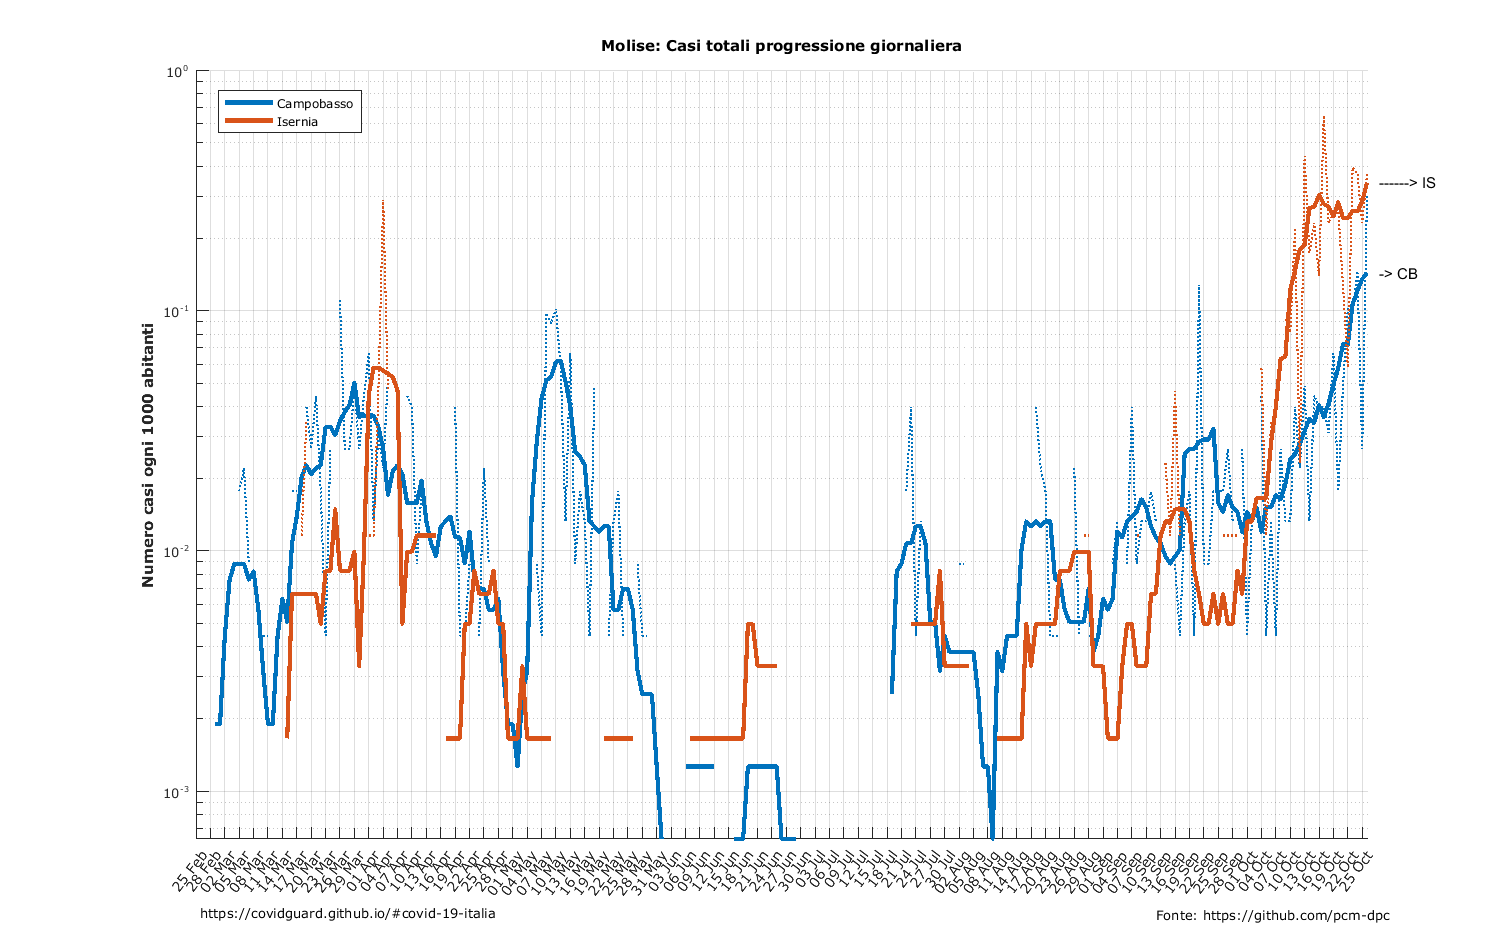 Molise: Casi totali progressione giornaliera
Numero casi ogni 1000 abitanti
10^0
10^-1
10^-2
10^-3
Campobasso
Isernia
------> IS
-> CB
25 Feb
28 Feb
02 Mar
05 Mar
08 Mar
11 Mar
14 Mar
17 Mar
20 Mar
23 Mar
26 Mar
29 Mar
01 Apr
04 Apr
07 Apr
10 Apr
13 Apr
16 Apr
19 Apr
22 Apr
25 Apr
28 Apr
01 May
04 May
07 May
10 May
13 May
16 May
19 May
22 May
25 May
28 May
31 May
03 Jun
06 Jun
09 Jun
12 Jun
15 Jun
18 Jun
21 Jun
24 Jun
27 Jun
30 Jun
03 Jul
06 Jul
09 Jul
12 Jul
15 Jul
18 Jul
21 Jul
24 Jul
27 Jul
30 Jul
02 Aug
05 Aug
08 Aug
11 Aug
14 Aug
17 Aug
20 Aug
23 Aug
26 Aug
29 Aug
01 Sep
04 Sep
07 Sep
10 Sep
13 Sep
16 Sep
19 Sep
22 Sep
25 Sep
28 Sep
01 Oct
04 Oct
07 Oct
10 Oct
13 Oct
16 Oct
19 Oct
22 Oct
25 Oct
https://covidguard.github.io/#covid-19-italia
Fonte: https://github.com/pcm-dpc